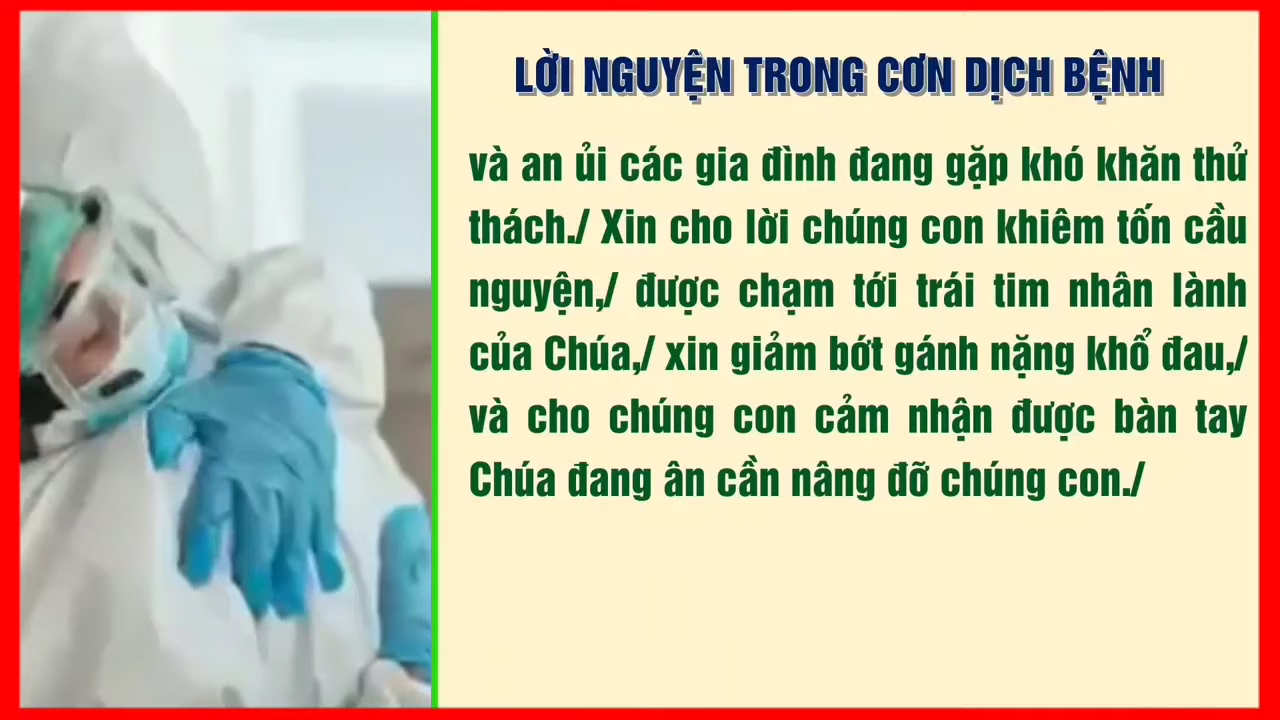 LỜI NGUYỆN TRONG CƠN DỊCH BỆNH
và an ủi các gia đình đang gặp khó khăn thử
thách./ Xin cho lời chúng con khiêm tốn cầu
nguyện,/ được chạm tới trái tim nhân lành
của Chúa,/ xin giảm bớt gánh nặng khổ đau,/
và cho chúng con cảm nhận được bàn tay
Chúa đang ân cần nâng đỡ chúng con./